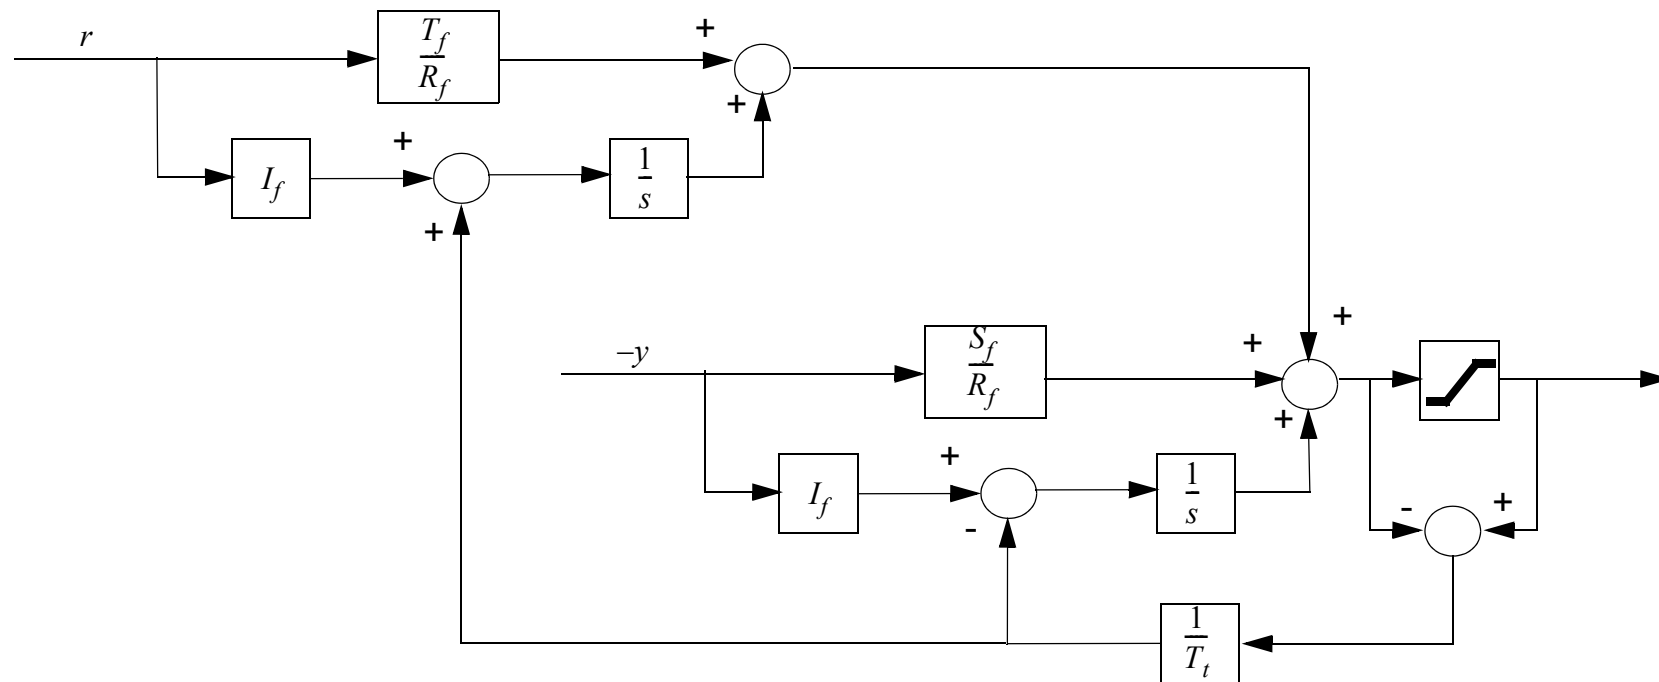 r
T_f
R_f
+
+
I_f
+
+
1
s
+
–y
S_f
R_f
+
+
I_f
+
-
1
s
-
+
1
T_t